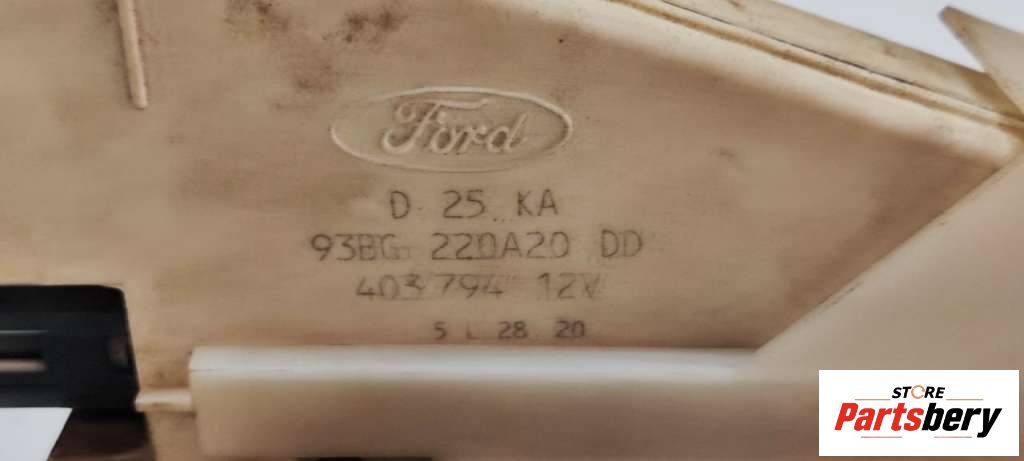 Ford
D 25 KA
93BG 220A20 DD
403794 12V
5 L 28 20
STORE
Partsbery